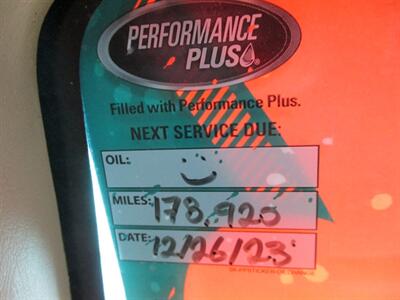 PERFORMANCE
PLUS®
Filled with Performance Plus.
NEXT SERVICE DUE:
OIL:
MILES: 178,920
DATE: 12/26/23